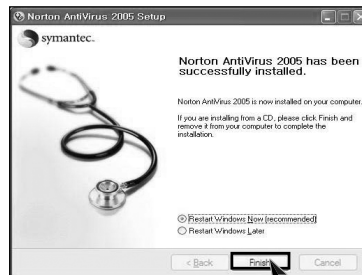 Norton AntiVirus 2005 Setup
symantec.
Norton AntiVirus 2005 has been
successfully installed.
Norton AntiVirus 2005 is now installed on your computer.
If you are installing from a CD, please click Finish and
remove it from your computer to complete the
installation.
Restart Windows Now (recommended)
Restart Windows Later
< Back
Finish
Cancel